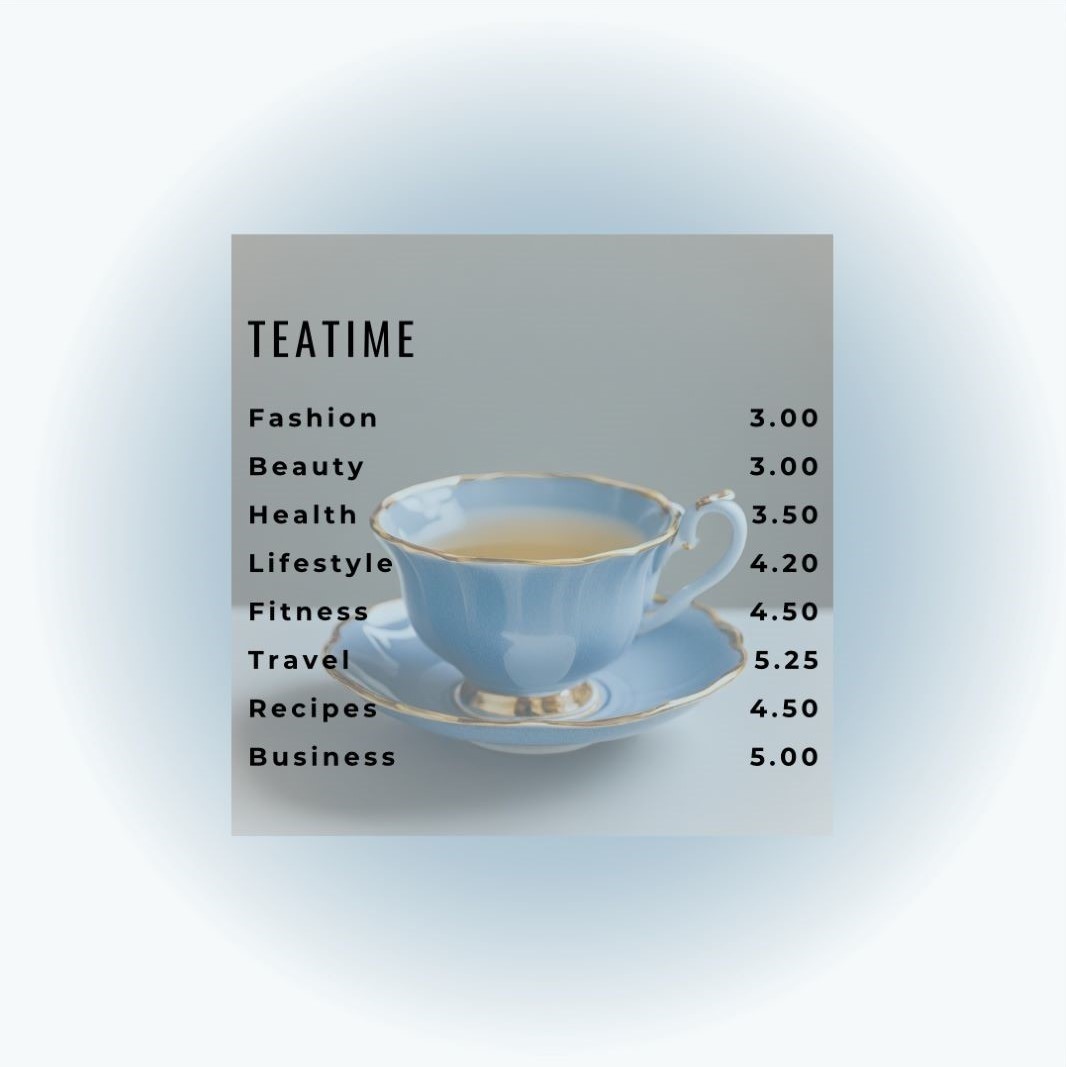 TEATIME
Fashion 3.00
Beauty 3.00
Health 3.50
Lifestyle 4.20
Fitness 4.50
Travel 5.25
Recipes 4.50
Business 5.00